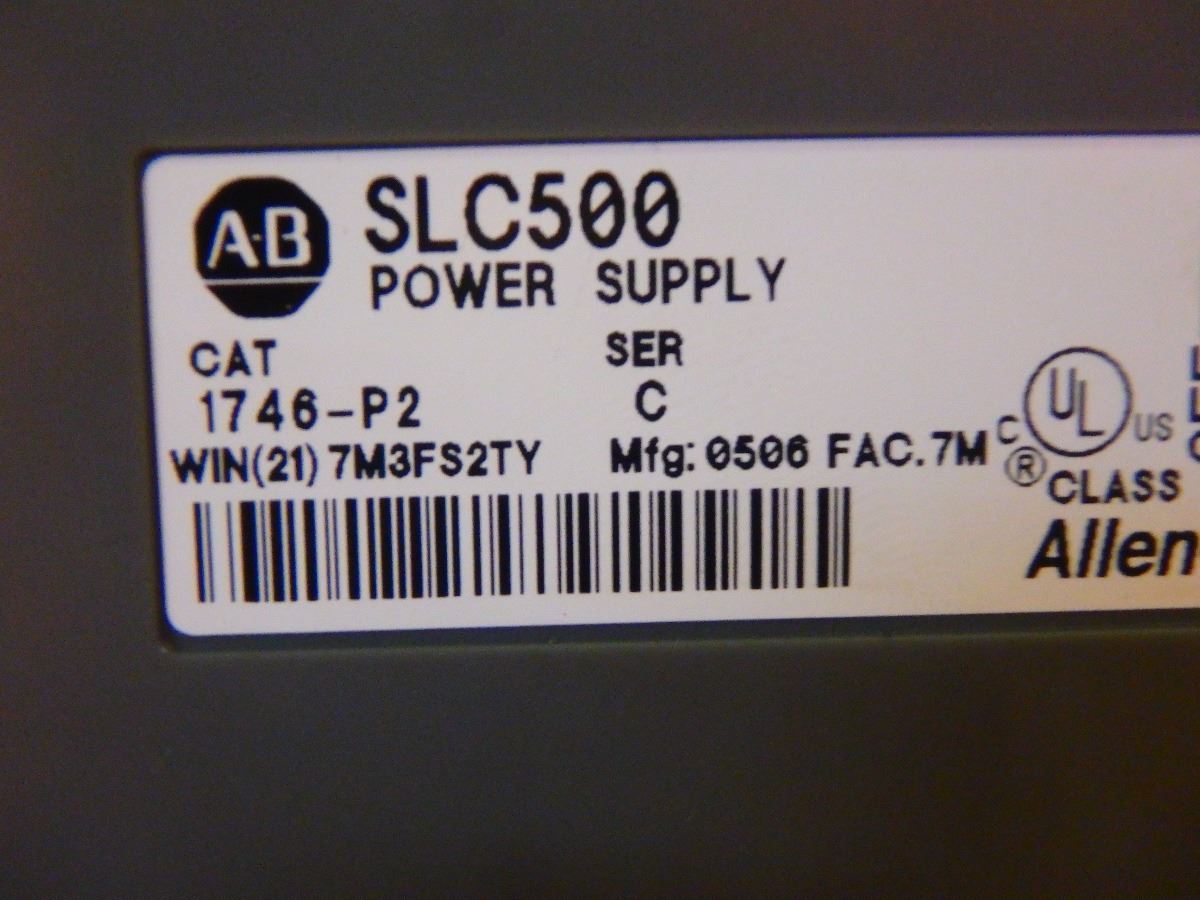 A-B SLC500
POWER SUPPLY
CAT SER
1746-P2 C
WIN(21) 7M3FS2TY Mfg: 0506 FAC.7M
C UL US
® CLASS
Allen